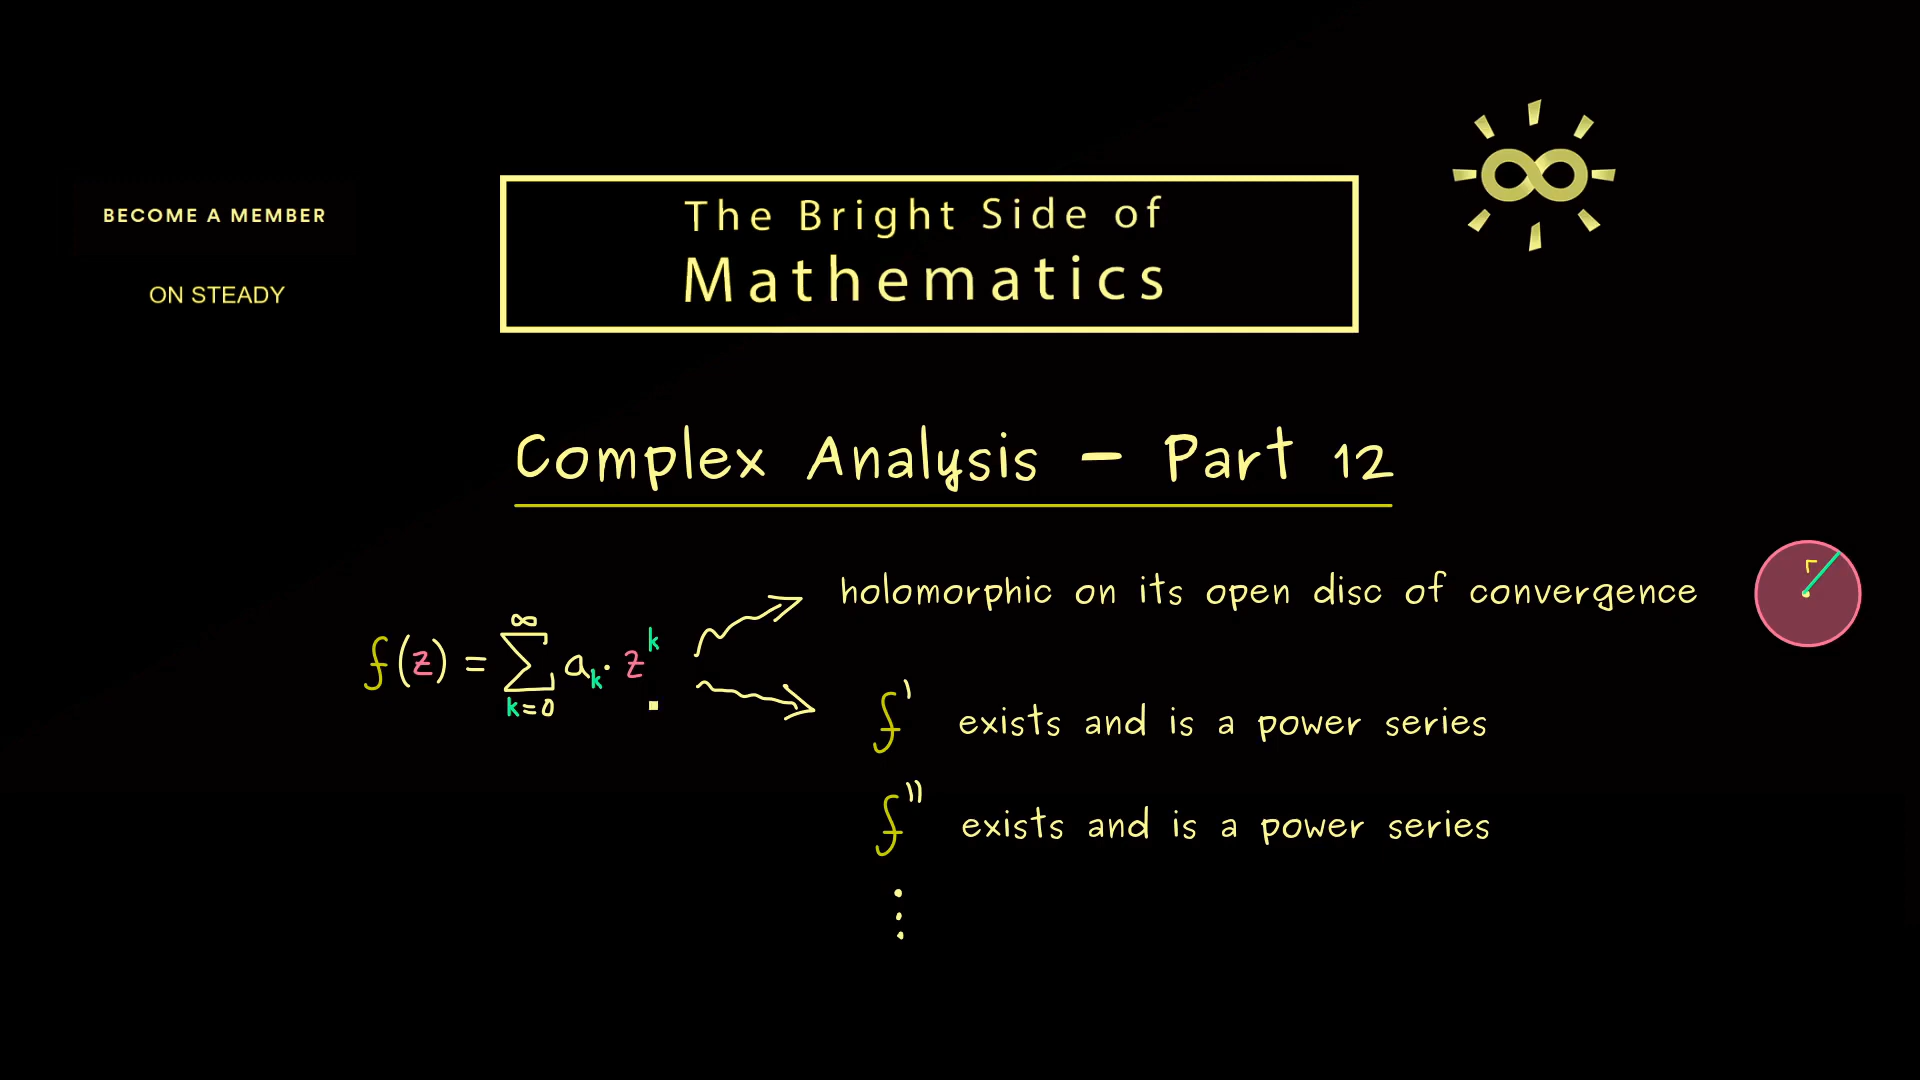 BECOME A MEMBER
ON STEADY
The Bright Side of
Mathematics
Complex Analysis – Part 12
f(z) = ∑_{k=0}^{∞} a_k · z^k
holomorphic on its open disc of convergence
r
f' exists and is a power series
f'' exists and is a power series
⋮